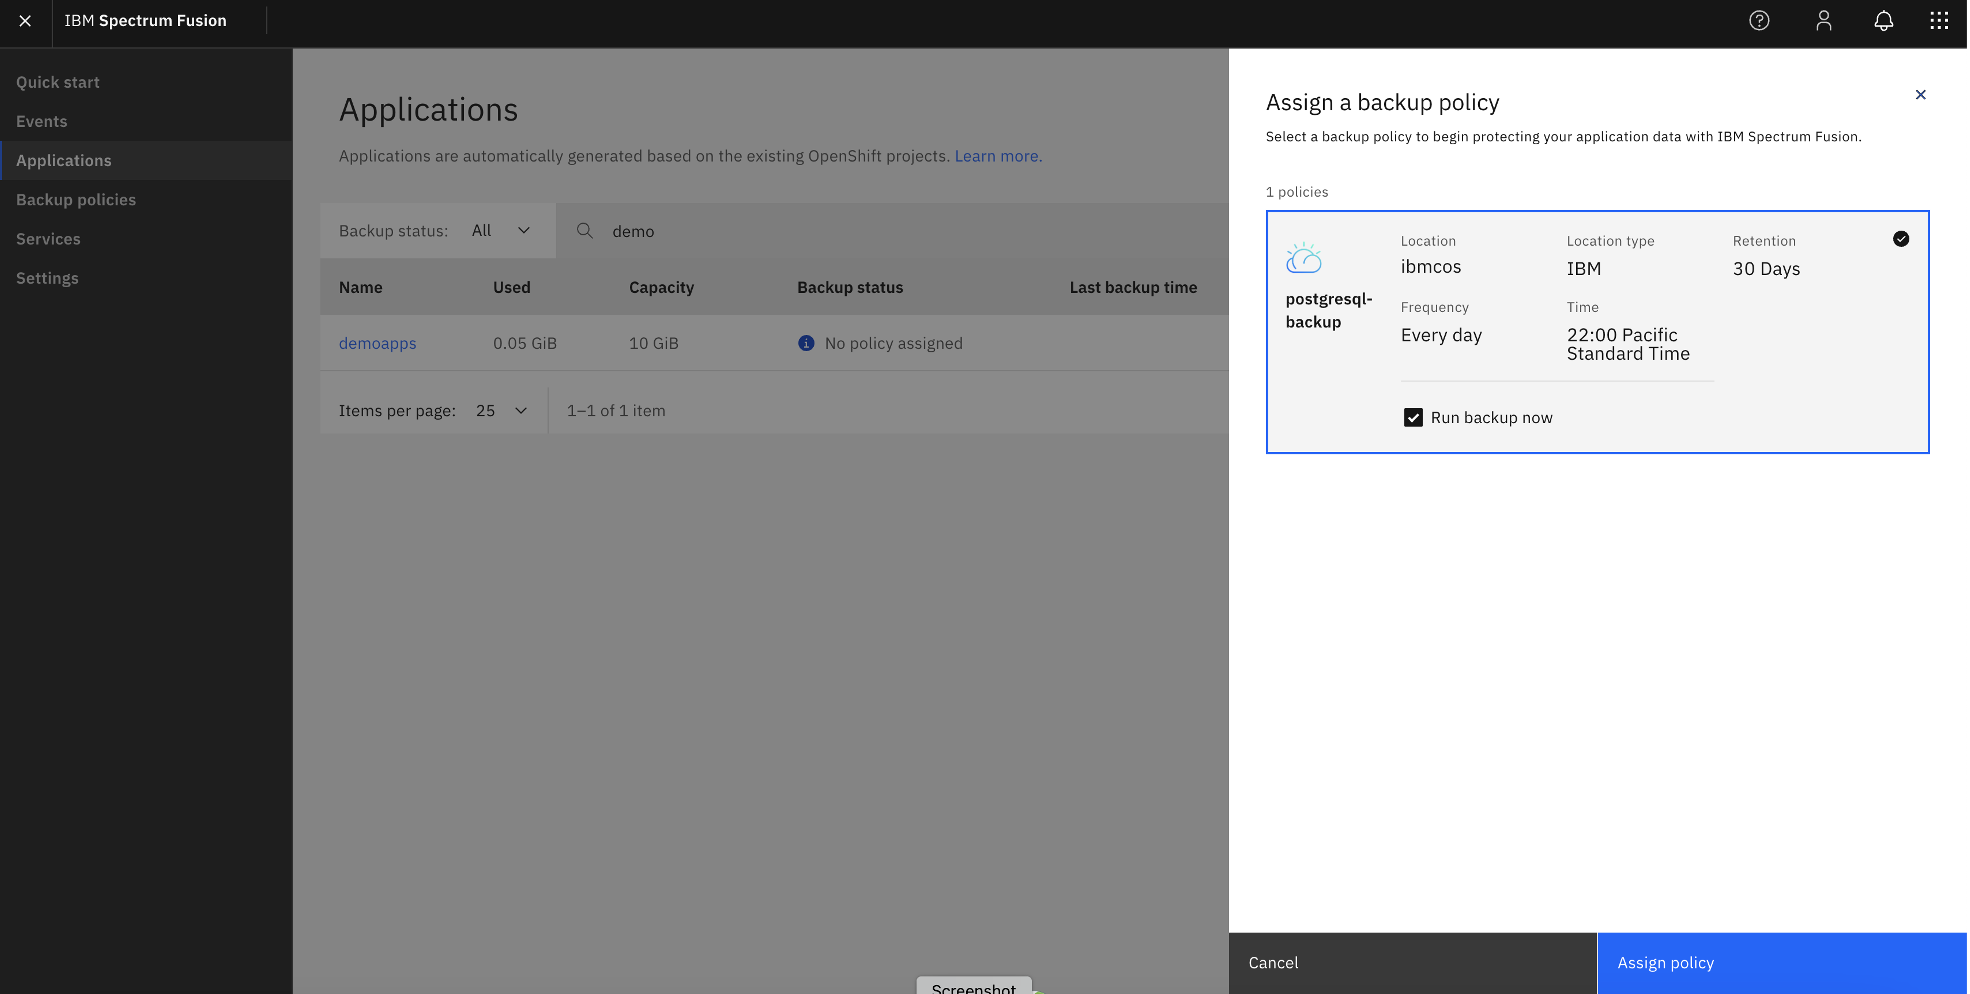 IBM Spectrum Fusion
Quick start
Events
Applications
Backup policies
Services
Settings
Applications
Applications are automatically generated based on the existing OpenShift projects. Learn more.
Backup status: All
demo
Name Used Capacity Backup status Last backup time
demoapps 0.05 GiB 10 GiB No policy assigned
Items per page: 25 1–1 of 1 item
Screenshot
Assign a backup policy
Select a backup policy to begin protecting your application data with IBM Spectrum Fusion.
1 policies
postgresql-
backup
Location
ibmcos
Location type
IBM
Retention
30 Days
Frequency
Every day
Time
22:00 Pacific
Standard Time
Run backup now
Cancel
Assign policy